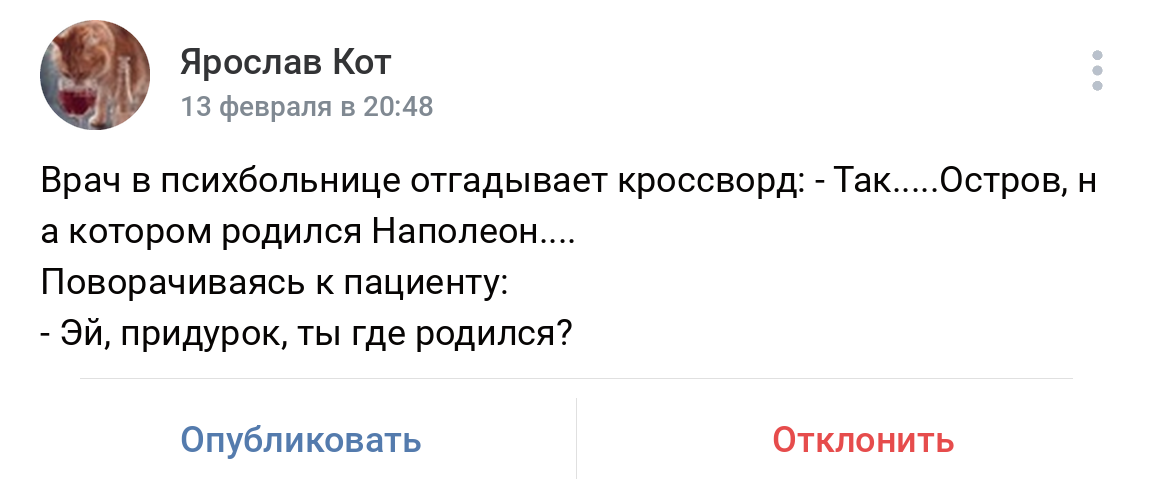 Ярослав Кот
13 февраля в 20:48
Врач в психбольнице отгадывает кроссворд: - Так.....Остров, н
а котором родился Наполеон....
Поворачиваясь к пациенту:
- Эй, придурок, ты где родился?
Опубликовать
Отклонить